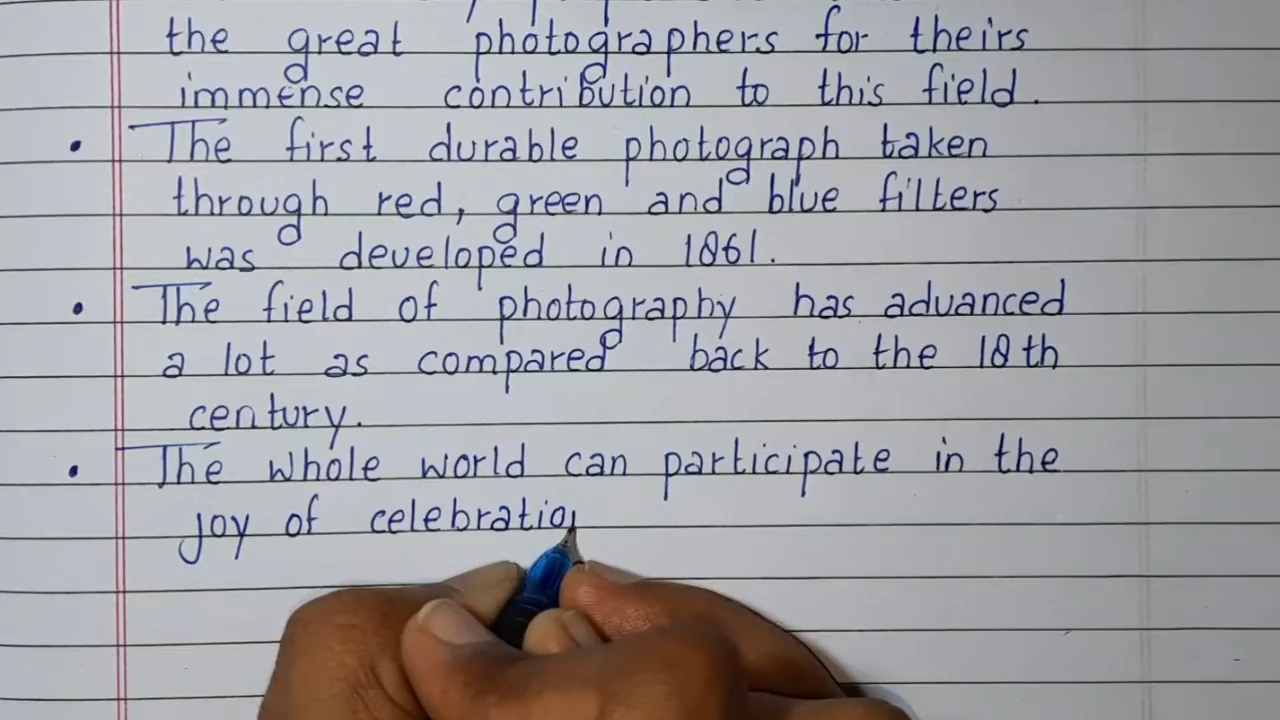 the great photographers for theirs
immense contribution to this field.
• The first durable photograph taken
through red, green and blue filters
was developed in 1861.
• The field of photography has advanced
a lot as compared back to the 18th
century.
• The whole world can participate in the
joy of celebratio